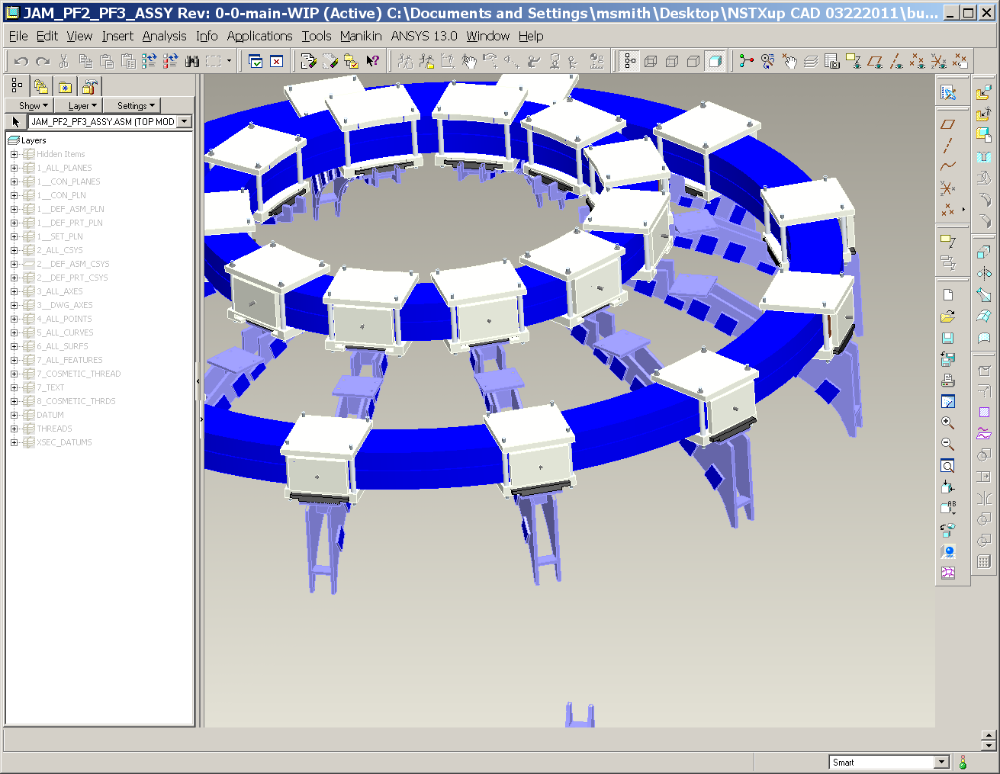 JAM_PF2_PF3_ASSY Rev: 0-0-main-WIP (Active) C:\Documents and Settings\msmith\Desktop\NSTXup CAD 03222011\bu...
File Edit View Insert Analysis Info Applications Tools Manikin ANSYS 13.0 Window Help
Show Layer Settings
JAM_PF2_PF3_ASSY.ASM (TOP MOD
Layers
Hidden Items
1_ALL_PLANES
1__CON_PLANES
1__CON_PLN
1__DEF_ASM_PLN
1__DEF_PRT_PLN
1__SET_PLN
2_ALL_CSYS
2__DEF_ASM_CSYS
2__DEF_PRT_CSYS
3_ALL_AXES
3__DWG_AXES
4_ALL_POINTS
5_ALL_CURVES
6_ALL_SURFS
7_ALL_FEATURES
7_COSMETIC_THREAD
7_TEXT
8_COSMETIC_THRDS
DATUM
THREADS
XSEC_DATUMS
AB
Smart